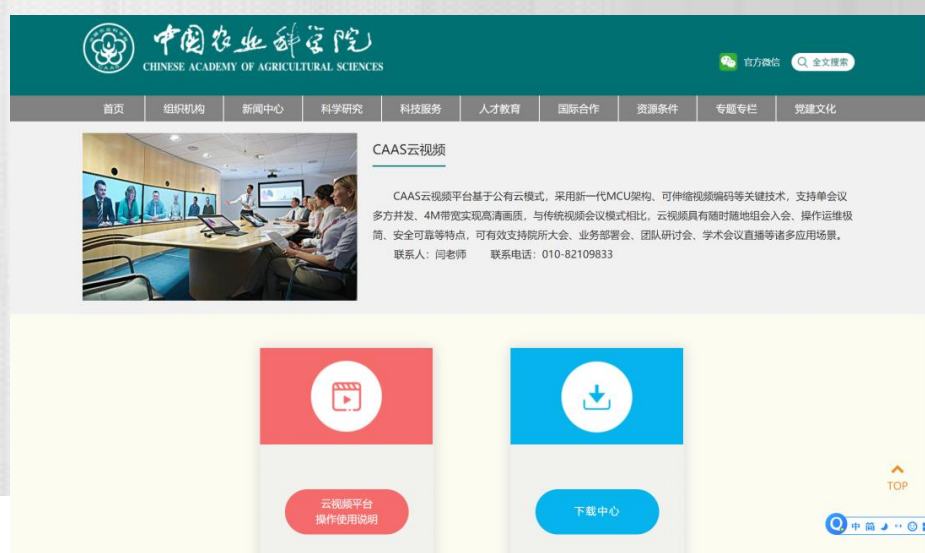 中国农业科学院
CHINESE ACADEMY OF AGRICULTURAL SCIENCES
官方微信
全文搜索
首页 组织机构 新闻中心 科学研究 科技服务 人才教育 国际合作 资源条件 专题专栏 党建文化
CAAS云视频
CAAS云视频平台基于公有云模式，采用新一代MCU架构、可伸缩视频编码等关键技术，支持单会议
多方并发、4M带宽实现高清画质，与传统视频会议模式相比，云视频具有随时随地组会入会、操作运维极
简、安全可靠等特点，可有效支持院所大会、业务部署会、团队研讨会、学术会议直播等诸多应用场景。
联系人：闫老师 联系电话：010-82109833
云视频平台
操作使用说明
下载中心
TOP
中 简